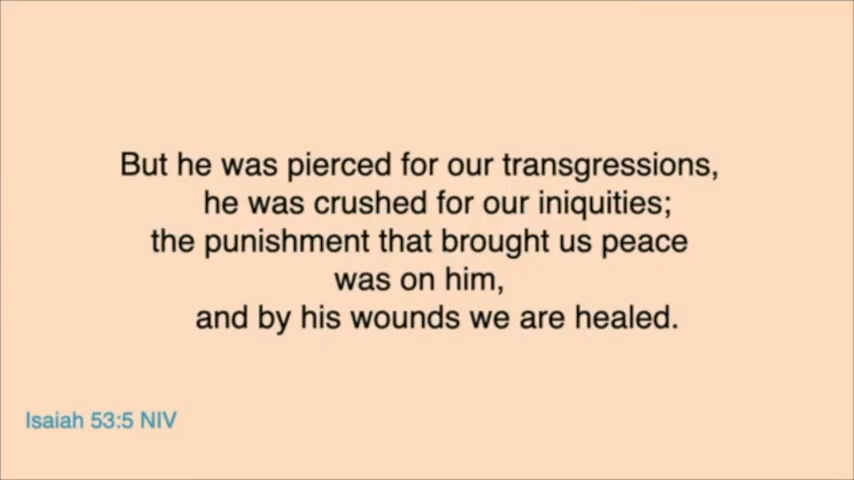 But he was pierced for our transgressions,
he was crushed for our iniquities;
the punishment that brought us peace
was on him,
and by his wounds we are healed.
Isaiah 53:5 NIV